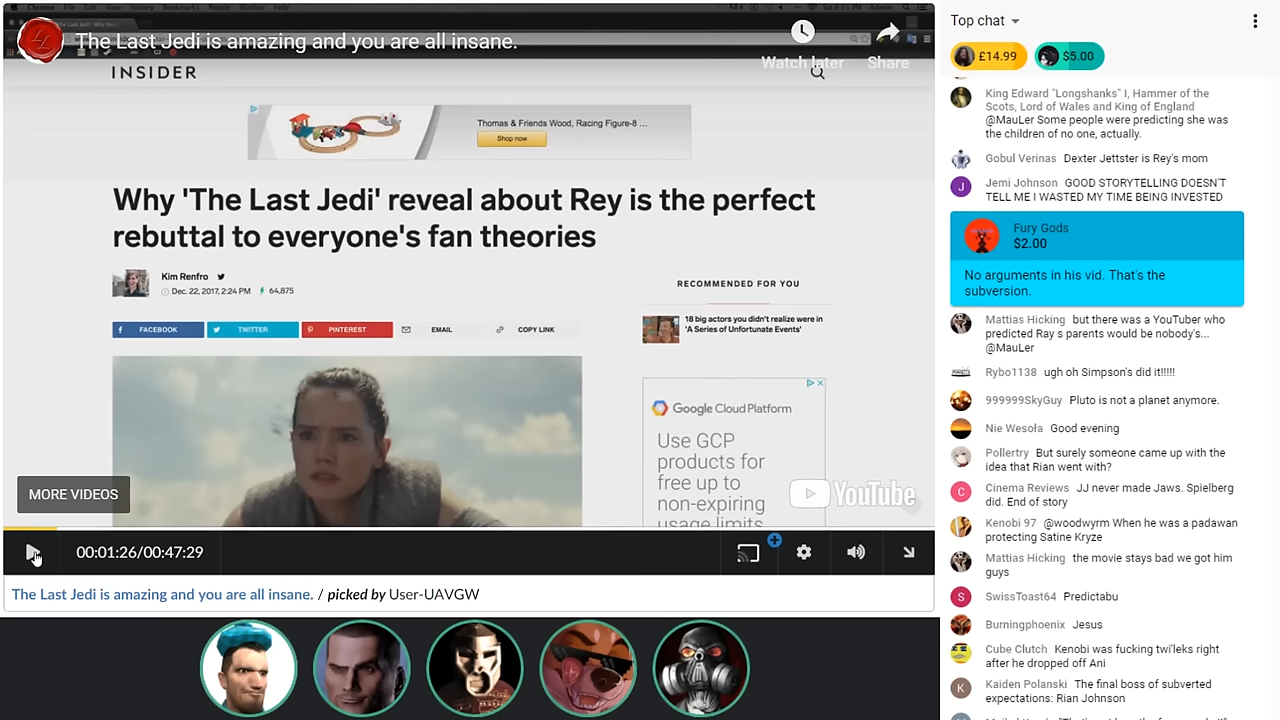 Chrome File Edit View History Bookmarks People Window Help
The Last Jedi is amazing and you are all insane.
Watch later
Share
INSIDER
Thomas & Friends Wood, Racing Figure-8 ...
Shop now
Why 'The Last Jedi' reveal about Rey is the perfect
rebuttal to everyone's fan theories
Kim Renfro
Dec. 22, 2017, 2:24 PM 64,875
FACEBOOK
TWITTER
PINTEREST
EMAIL
COPY LINK
RECOMMENDED FOR YOU
18 big actors you didn't realize were in
'A Series of Unfortunate Events'
Google Cloud Platform
Use GCP
products for
free up to
non-expiring
usage limits
MORE VIDEOS
YouTube
00:01:26/00:47:29
The Last Jedi is amazing and you are all insane. / picked by User-UAVGW
Top chat
£14.99
$5.00
King Edward "Longshanks" I, Hammer of the
Scots, Lord of Wales and King of England
@MauLer Some people were predicting she was
the children of no one, actually.
Gobul Verinas Dexter Jettster is Rey's mom
J
Jemi Johnson GOOD STORYTELLING DOESN'T
TELL ME I WASTED MY TIME BEING INVESTED
Fury Gods
$2.00
No arguments in his vid. That's the
subversion.
Mattias Hicking but there was a YouTuber who
predicted Ray s parents would be nobody's...
@MauLer
Rybo1138 ugh oh Simpson's did it!!!!!
999999SkyGuy Pluto is not a planet anymore.
Nie Wesoła Good evening
Pollertry But surely someone came up with the
idea that Rian went with?
C
Cinema Reviews JJ never made Jaws. Spielberg
did. End of story
Kenobi 97 @woodwyrm When he was a padawan
protecting Satine Kryze
Mattias Hicking the movie stays bad we got him
guys
S
SwissToast64 Predictabu
Burningphoenix Jesus
Cube Clutch Kenobi was fucking twi'leks right
after he dropped off Ani
K
Kaiden Polanski The final boss of subverted
expectations: Rian Johnson